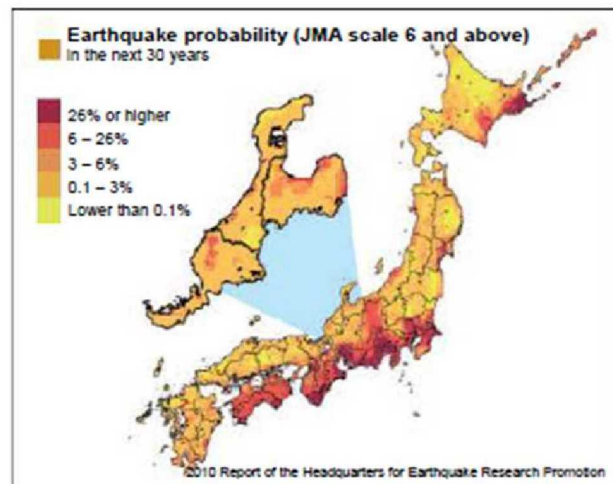 Earthquake probability (JMA scale 6 and above)
In the next 30 years
26% or higher
6 – 26%
3 – 6%
0.1 – 3%
Lower than 0.1%
2010 Report of the Headquarters for Earthquake Research Promotion